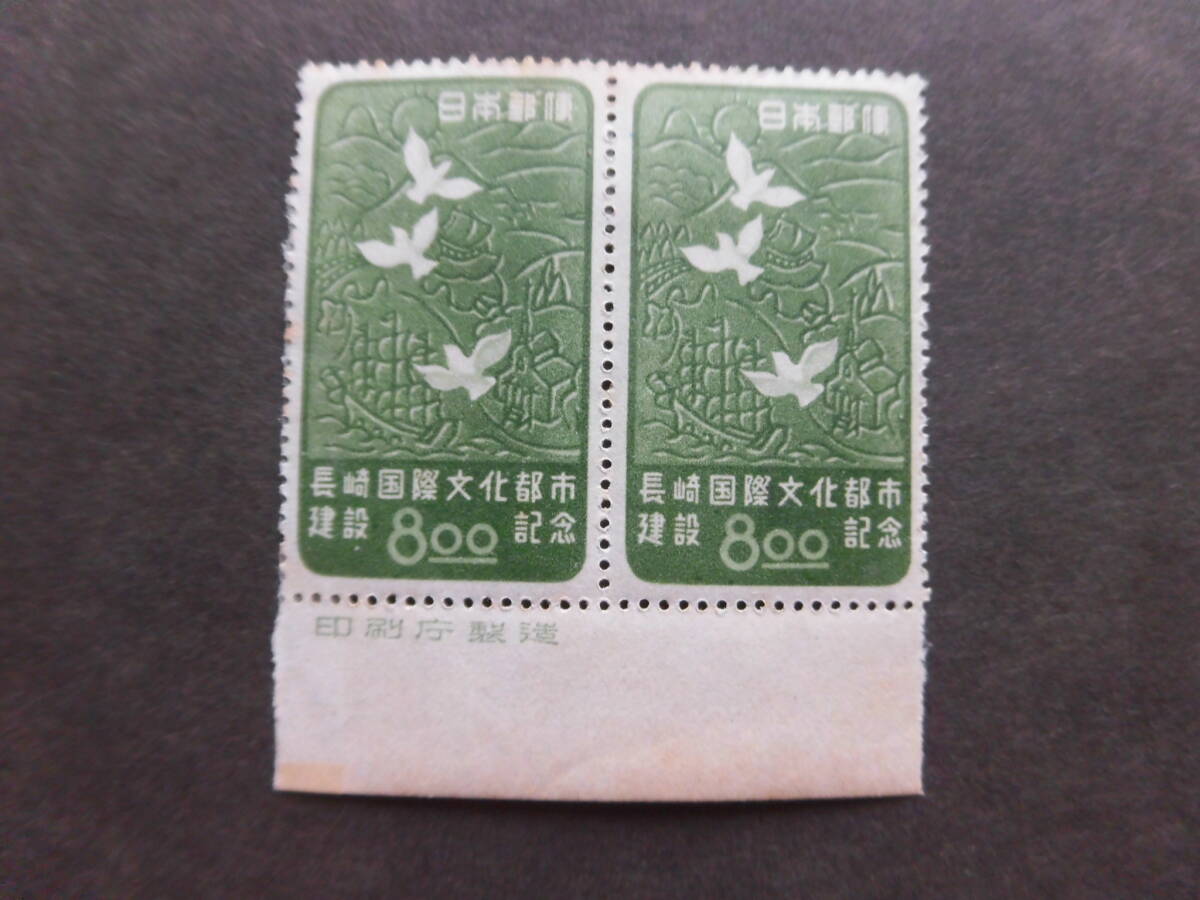 日本郵便
長崎国際文化都市
建設 8.00 記念
日本郵便
長崎国際文化都市
建設 8.00 記念
印刷庁製造